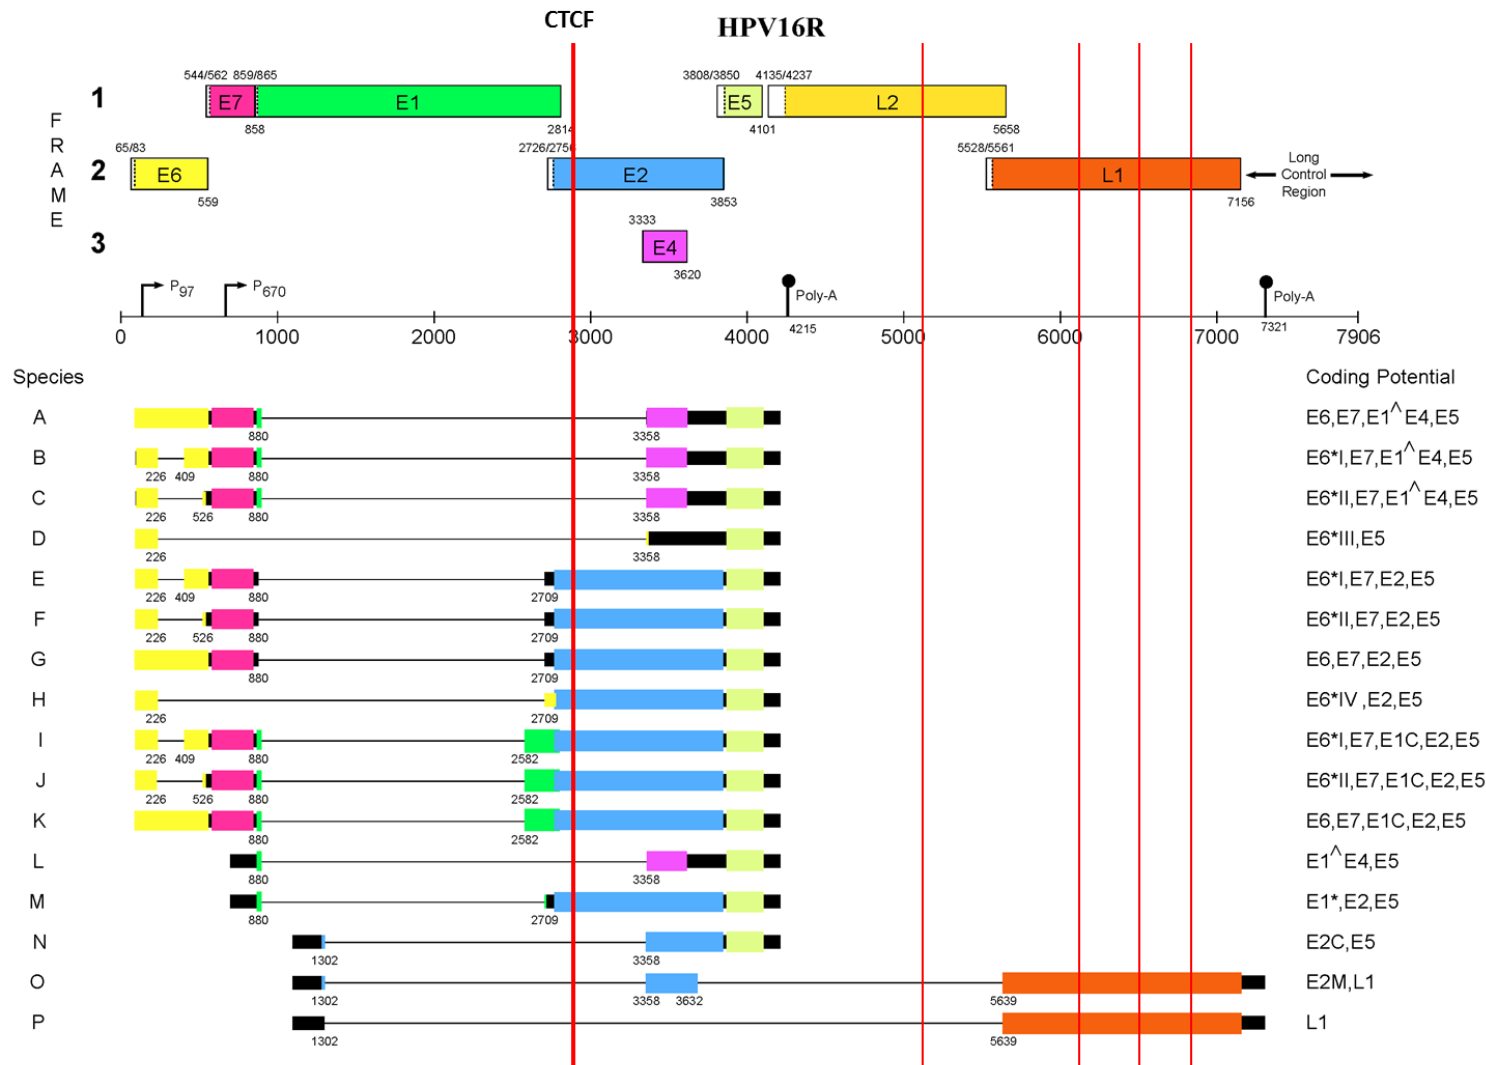 CTCF
HPV16R
544/562 859/865 3808/3850 4135/4237
1 E7 E1 E5 L2
858 2814 4101 5658
FRAME
65/83 2726/2756 5528/5561
2 E6 E2 L1 Long Control Region
559 3853 7156
3333
3 E4
3620
P97 P670 Poly-A Poly-A
4215 7321
0 1000 2000 3000 4000 5000 6000 7000 7906
Species Coding Potential
A E6,E7,E1^E4,E5
880 3358
B E6*I,E7,E1^E4,E5
226 409 880 3358
C E6*II,E7,E1^E4,E5
226 526 880 3358
D E6*III,E5
226 3358
E E6*I,E7,E2,E5
226 409 880 2709
F E6*II,E7,E2,E5
226 526 880 2709
G E6,E7,E2,E5
880 2709
H E6*IV,E2,E5
226 2709
I E6*I,E7,E1C,E2,E5
226 409 880 2582
J E6*II,E7,E1C,E2,E5
226 526 880 2582
K E6,E7,E1C,E2,E5
880 2582
L E1^E4,E5
880 3358
M E1*,E2,E5
880 2709
N E2C,E5
1302 3358
O E2M,L1
1302 3358 3632 5639
P L1
1302 5639